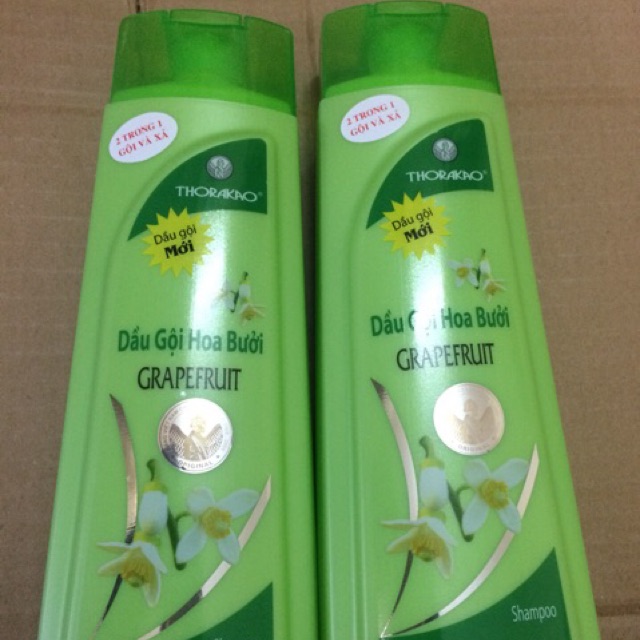 2 TRONG 1
GỘI VÀ XẢ
THORAKAO®
Dầu gội
Mới
Dầu Gội Hoa Bưởi
GRAPEFRUIT
ORIGINAL
2 TRONG 1
GỘI VÀ XẢ
THORAKAO®
Dầu gội
Mới
Dầu Gội Hoa Bưởi
GRAPEFRUIT
Shampoo